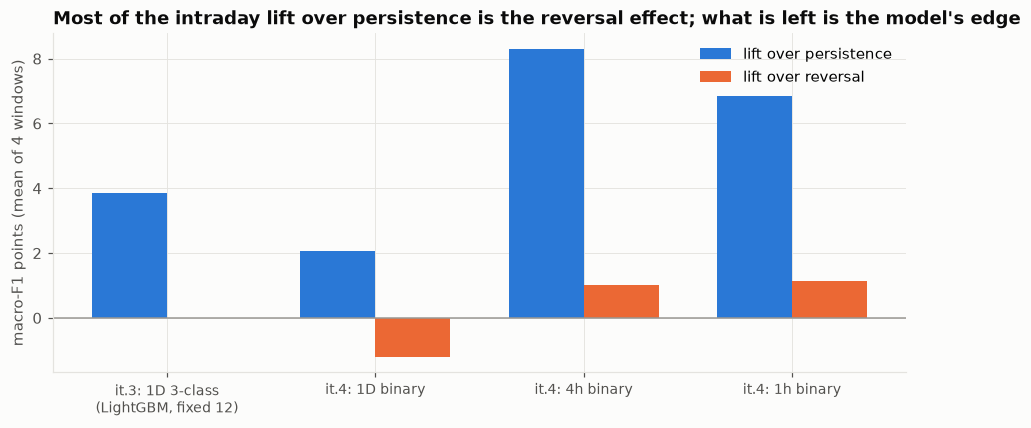 Most of the intraday lift over persistence is the reversal effect; what is left is the model's edge
lift over persistence
lift over reversal
macro-F1 points (mean of 4 windows)
8
6
4
2
0
it.3: 1D 3-class
(LightGBM, fixed 12)
it.4: 1D binary
it.4: 4h binary
it.4: 1h binary